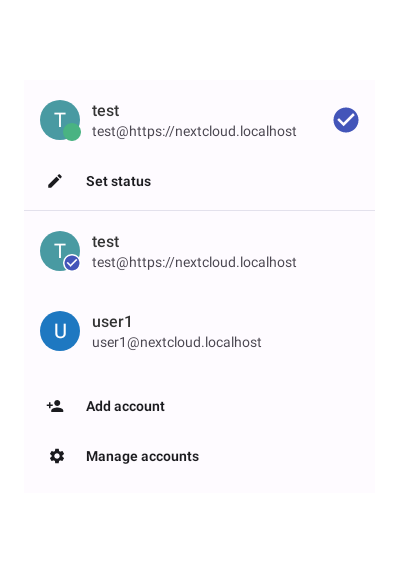 T
test
test@https://nextcloud.localhost
Set status
T
test
test@https://nextcloud.localhost
U
user1
user1@nextcloud.localhost
Add account
Manage accounts